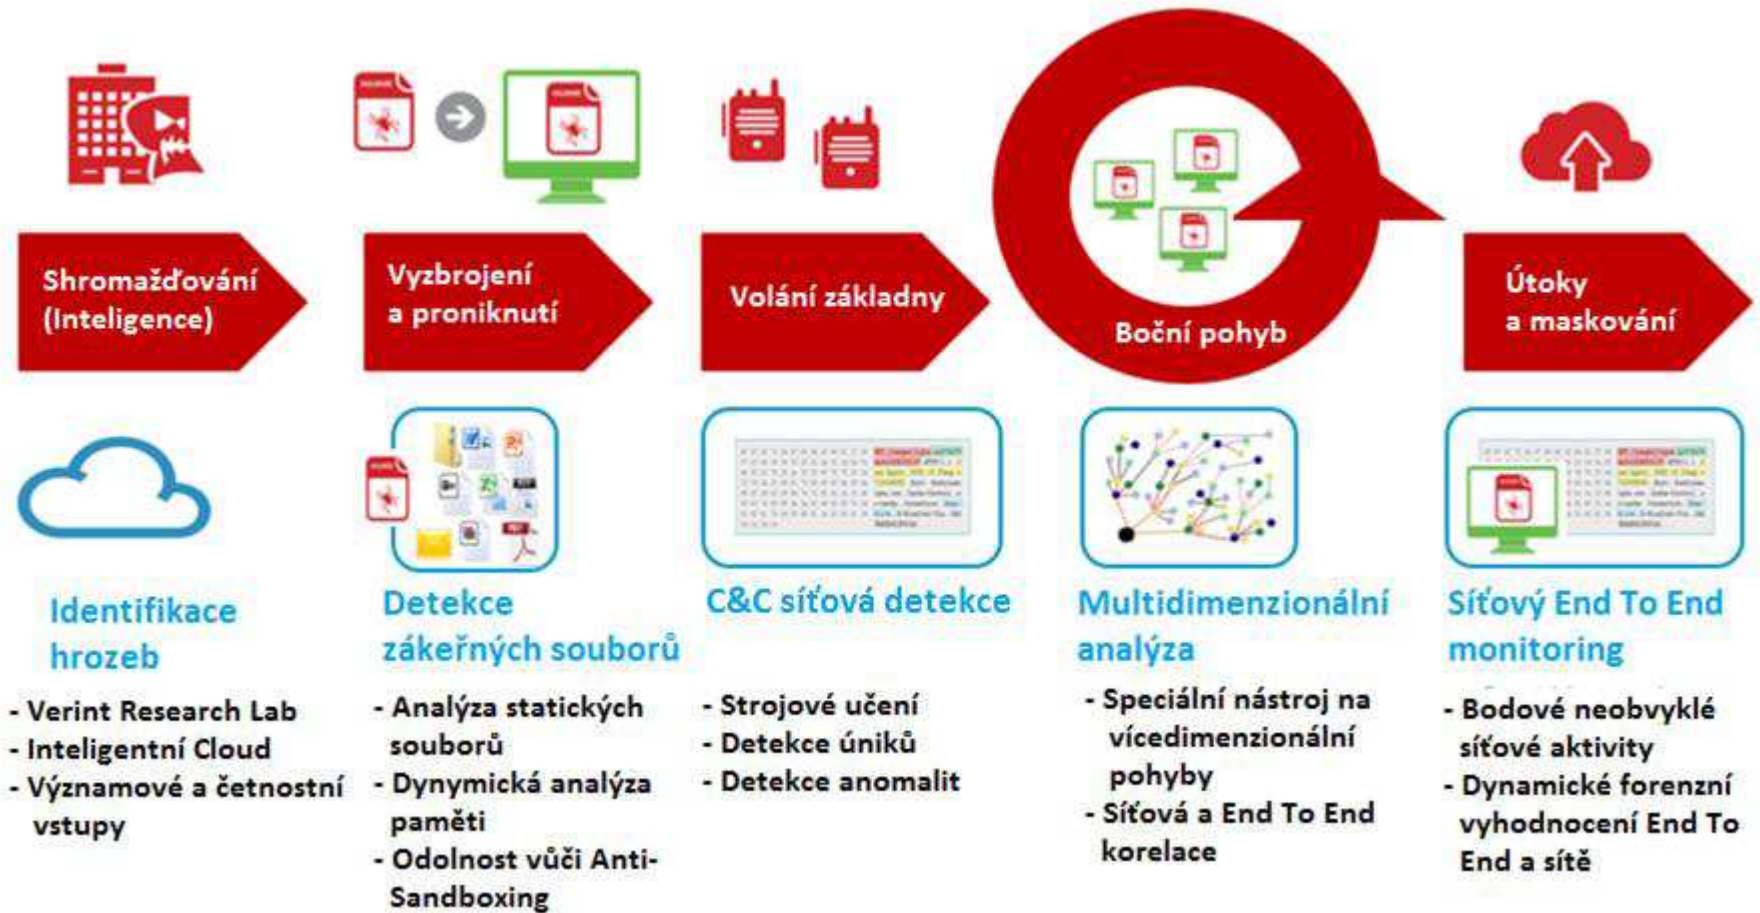 Shromažďování
(Inteligence)
Vyzbrojení
a proniknutí
Volání základny
Boční pohyb
Útoky
a maskování
Identifikace
hrozeb
- Verint Research Lab
- Inteligentní Cloud
- Významové a četnostní
vstupy
Detekce
zákeřných souborů
- Analýza statických
souborů
- Dynymická analýza
paměti
- Odolnost vůči Anti-
Sandboxing
C&C síťová detekce
- Strojové učení
- Detekce úniků
- Detekce anomalit
Multidimenzionální
analýza
- Speciální nástroj na
vícedimenzionální
pohyby
- Síťová a End To End
korelace
Síťový End To End
monitoring
- Bodové neobvyklé
síťové aktivity
- Dynamické forenzní
vyhodnocení End To
End a sítě